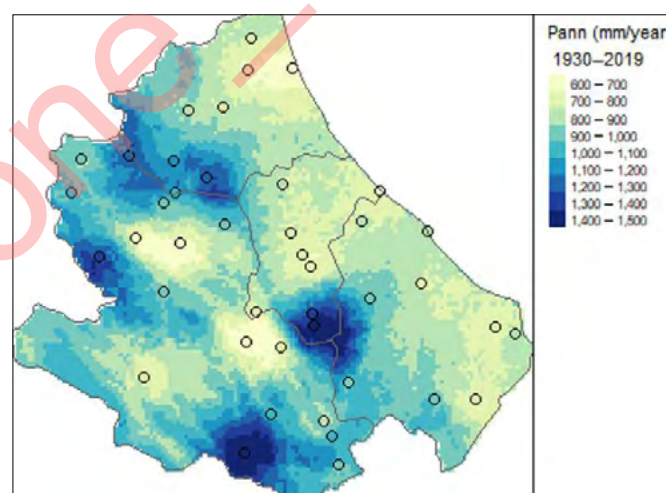 Pann (mm/year
1930–2019
600 – 700
700 – 800
800 – 900
900 – 1,000
1,000 – 1,100
1,100 – 1,200
1,200 – 1,300
1,300 – 1,400
1,400 – 1,500
one